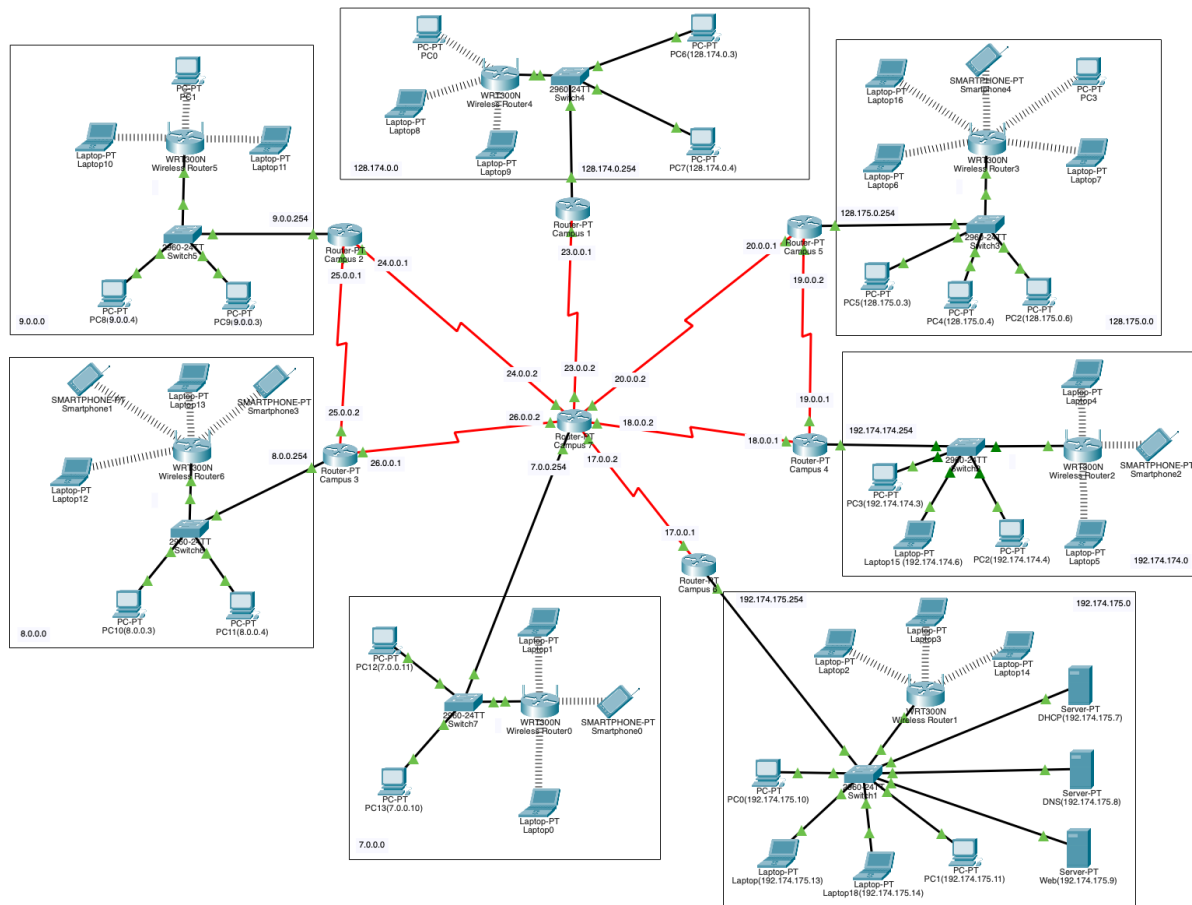 PC-PT
PC1
Laptop-PT
Laptop10
WRT300N
Wireless Router5
Laptop-PT
Laptop11
2960-24TT
Switch5
9.0.0.254
PC-PT
PC8(9.0.0.4)
PC-PT
PC9(9.0.0.3)
9.0.0.0
Router-PT
Campus 2
24.0.0.1
25.0.0.1
PC-PT
PC0
Laptop-PT
Laptop8
WRT300N
Wireless Router4
Laptop-PT
Laptop9
2960-24TT
Switch4
PC-PT
PC6(128.174.0.3)
PC-PT
PC7(128.174.0.4)
128.174.0.0
128.174.0.254
Router-PT
Campus 1
23.0.0.1
SMARTPHONE-PT
Smartphone4
Laptop-PT
Laptop16
PC-PT
PC3
Laptop-PT
Laptop6
WRT300N
Wireless Router3
Laptop-PT
Laptop7
128.175.0.254
2960-24TT
Switch3
PC-PT
PC5(128.175.0.3)
PC-PT
PC4(128.175.0.4)
PC-PT
PC2(128.175.0.6)
128.175.0.0
20.0.0.1
Router-PT
Campus 5
19.0.0.2
SMARTPHONE-PT
Smartphone1
Laptop-PT
Laptop13
SMARTPHONE-PT
Smartphone3
Laptop-PT
Laptop12
WRT300N
Wireless Router6
8.0.0.254
2960-24TT
PC-PT
PC10(8.0.0.3)
PC-PT
PC11(8.0.0.4)
8.0.0.0
25.0.0.2
Router-PT
Campus 3
26.0.0.1
24.0.0.2
23.0.0.2
20.0.0.2
26.0.0.2
18.0.0.2
Router-PT
Campus 7
7.0.0.254
17.0.0.2
19.0.0.1
18.0.0.1
Router-PT
Campus 4
192.174.174.254
Laptop-PT
Laptop4
2960-24TT
WRT300N
Wireless Router2
SMARTPHONE-PT
Smartphone2
PC-PT
PC3(192.174.174.3)
Laptop-PT
Laptop15 (192.174.174.6)
PC-PT
PC2(192.174.174.4)
Laptop-PT
Laptop5
192.174.174.0
17.0.0.1
Router-PT
192.174.175.254
192.174.175.0
PC-PT
PC12(7.0.0.11)
Laptop-PT
Laptop1
2960-24TT
Switch7
WRT300N
Wireless Router0
SMARTPHONE-PT
Smartphone0
PC-PT
PC13(7.0.0.10)
Laptop-PT
Laptop0
7.0.0.0
Laptop-PT
Laptop3
Laptop-PT
Laptop2
Laptop-PT
Laptop14
WRT300N
Wireless Router1
Server-PT
DHCP(192.174.175.7)
PC-PT
PC0(192.174.175.10)
2960-24TT
Switch1
Server-PT
DNS(192.174.175.8)
Laptop-PT
Laptop(192.174.175.13)
Laptop-PT
Laptop18(192.174.175.14)
PC-PT
PC1(192.174.175.11)
Server-PT
Web(192.174.175.9)